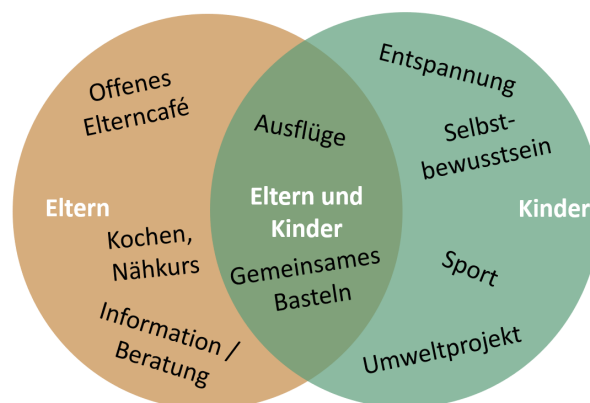 Offenes
Elterncafé
Eltern
Kochen,
Nähkurs
Information /
Beratung
Ausflüge
Eltern und
Kinder
Gemeinsames
Basteln
Entspannung
Selbst-
bewusstsein
Kinder
Sport
Umweltprojekt